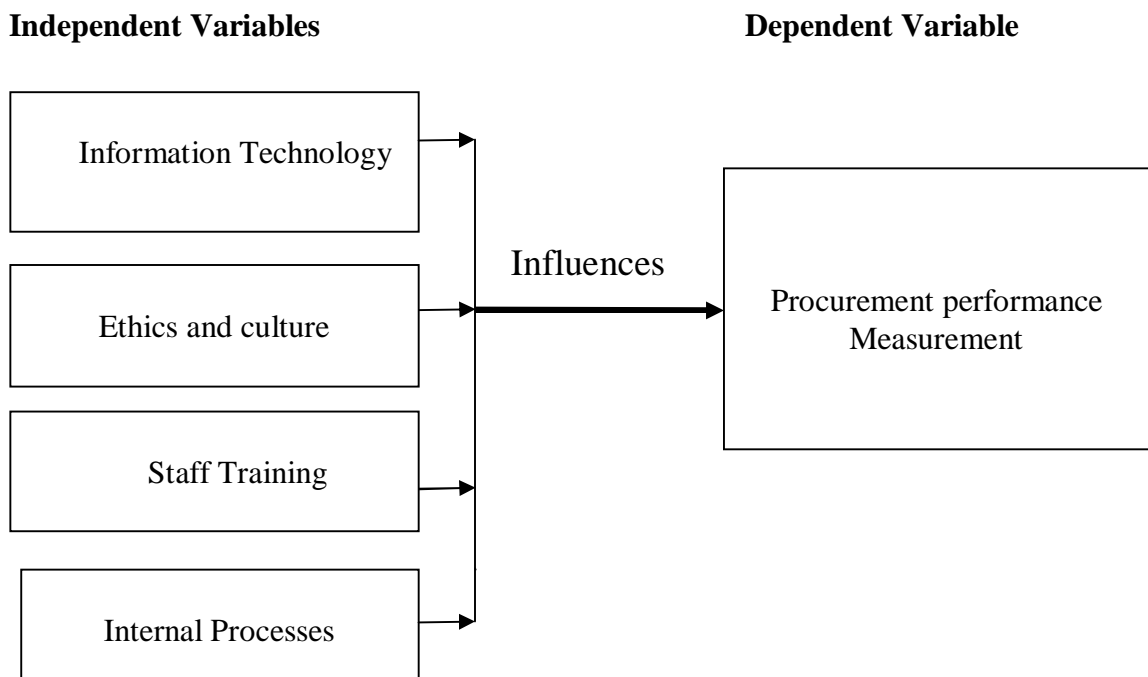 Independent Variables
Dependent Variable
Information Technology
Ethics and culture
Staff Training
Internal Processes
Influences
Procurement performance
Measurement